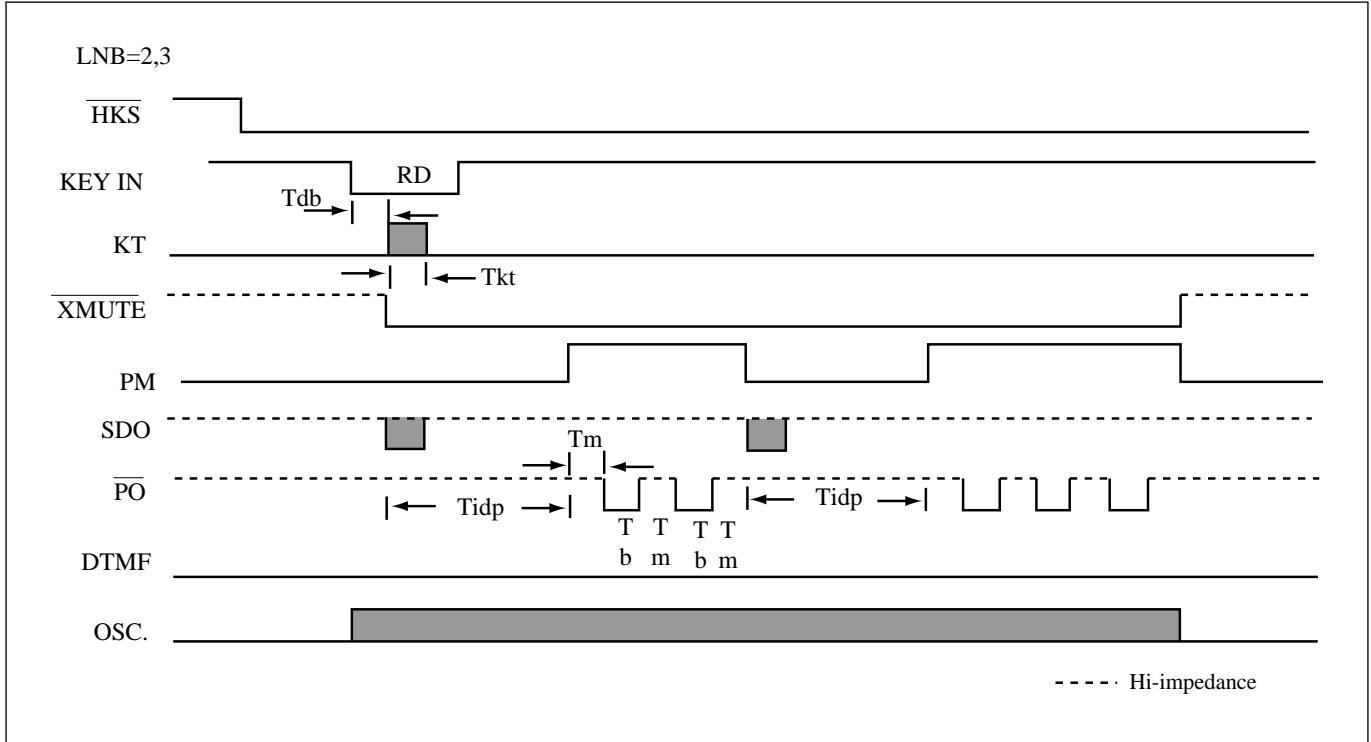 LNB=2,3
HKS
KEY IN
RD
Tdb
KT
Tkt
XMUTE
PM
SDO
Tm
PO
Tidp
Tidp
T T T T
b m b m
DTMF
OSC.
Hi-impedance